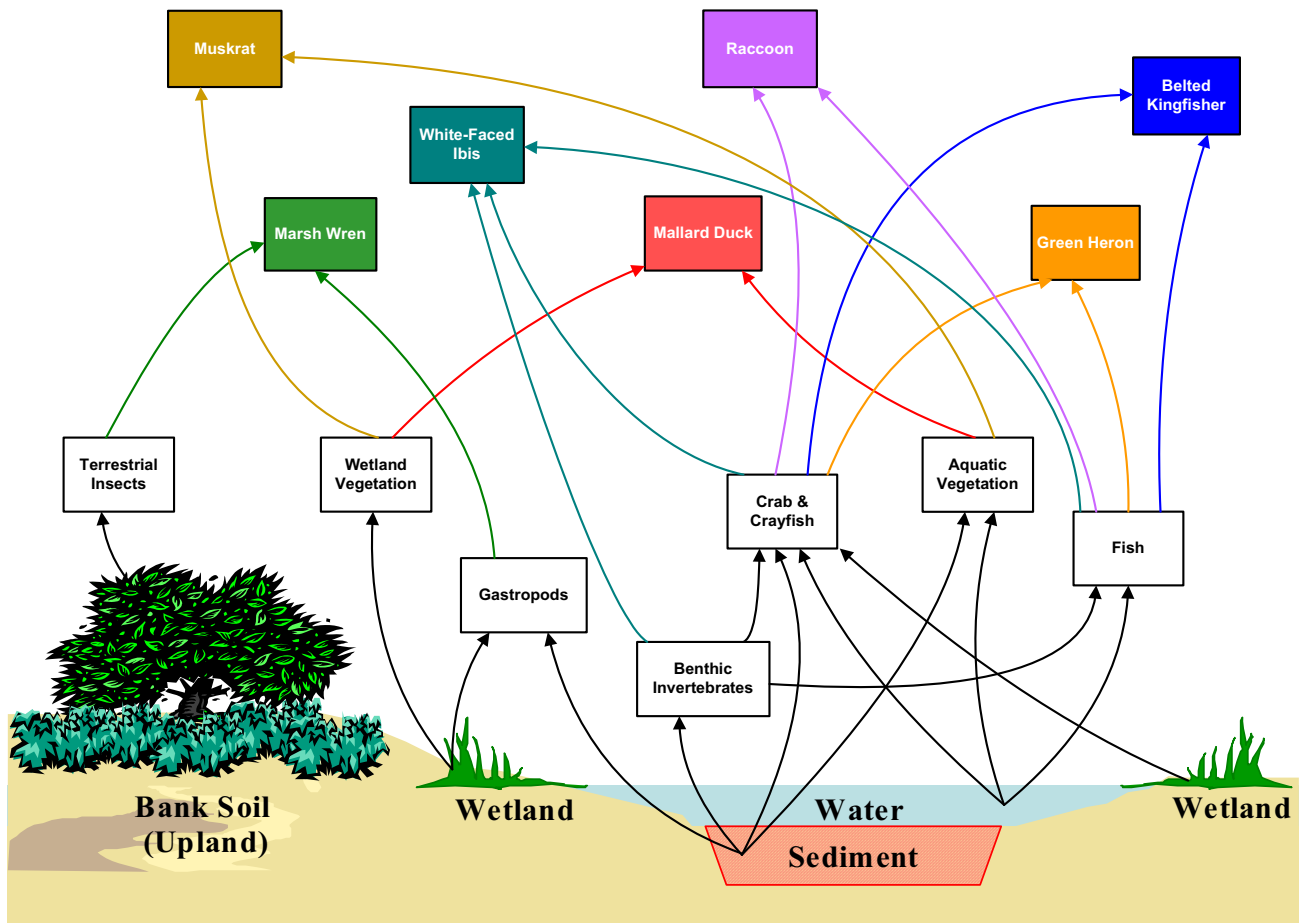 Muskrat
Raccoon
Belted
Kingfisher
White-Faced
Ibis
Marsh Wren
Mallard Duck
Green Heron
Terrestrial
Insects
Wetland
Vegetation
Aquatic
Vegetation
Crab &
Crayfish
Fish
Gastropods
Benthic
Invertebrates
Bank Soil
(Upland)
Wetland
Water
Wetland
Sediment